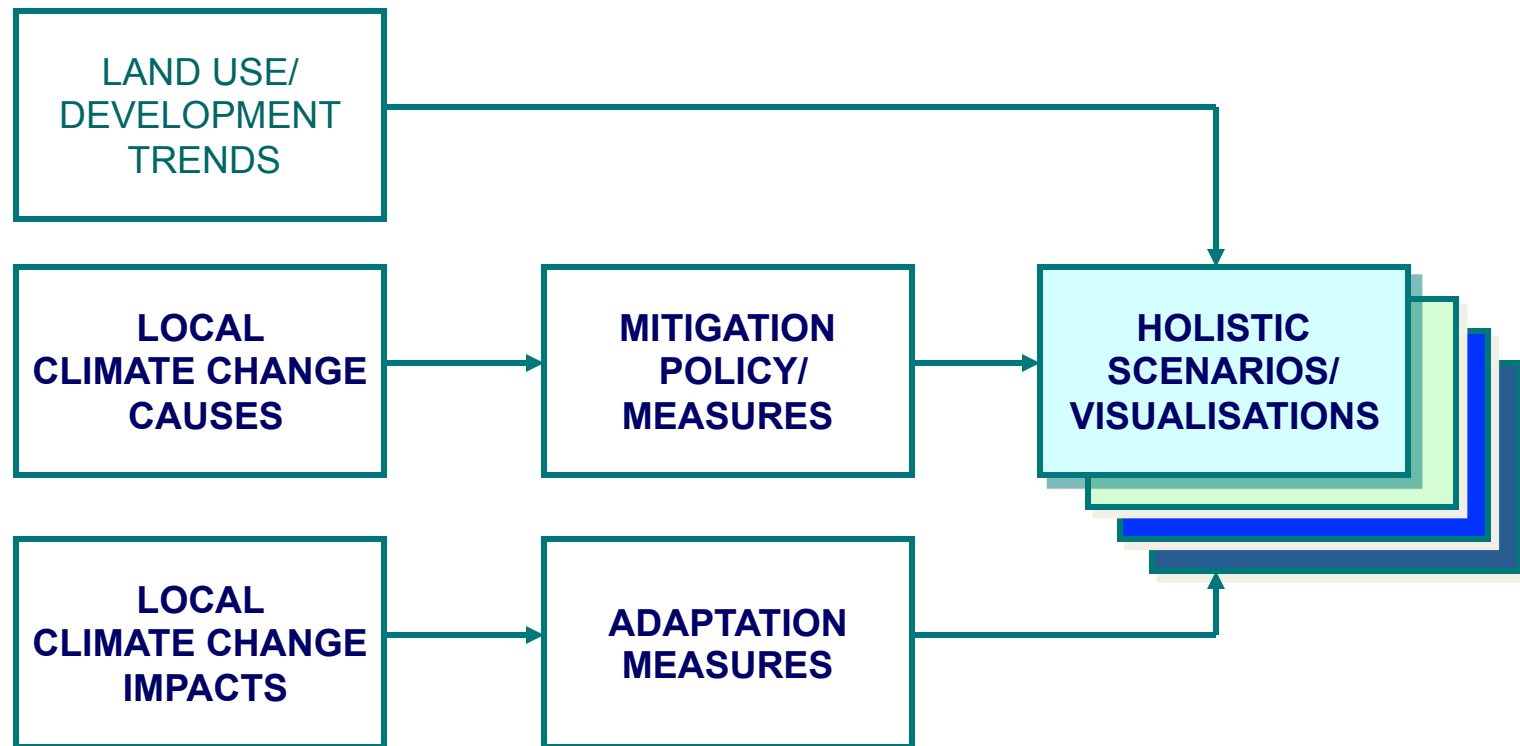 LAND USE/
DEVELOPMENT
TRENDS
LOCAL
CLIMATE CHANGE
CAUSES
MITIGATION
POLICY/
MEASURES
HOLISTIC
SCENARIOS/
VISUALISATIONS
LOCAL
CLIMATE CHANGE
IMPACTS
ADAPTATION
MEASURES